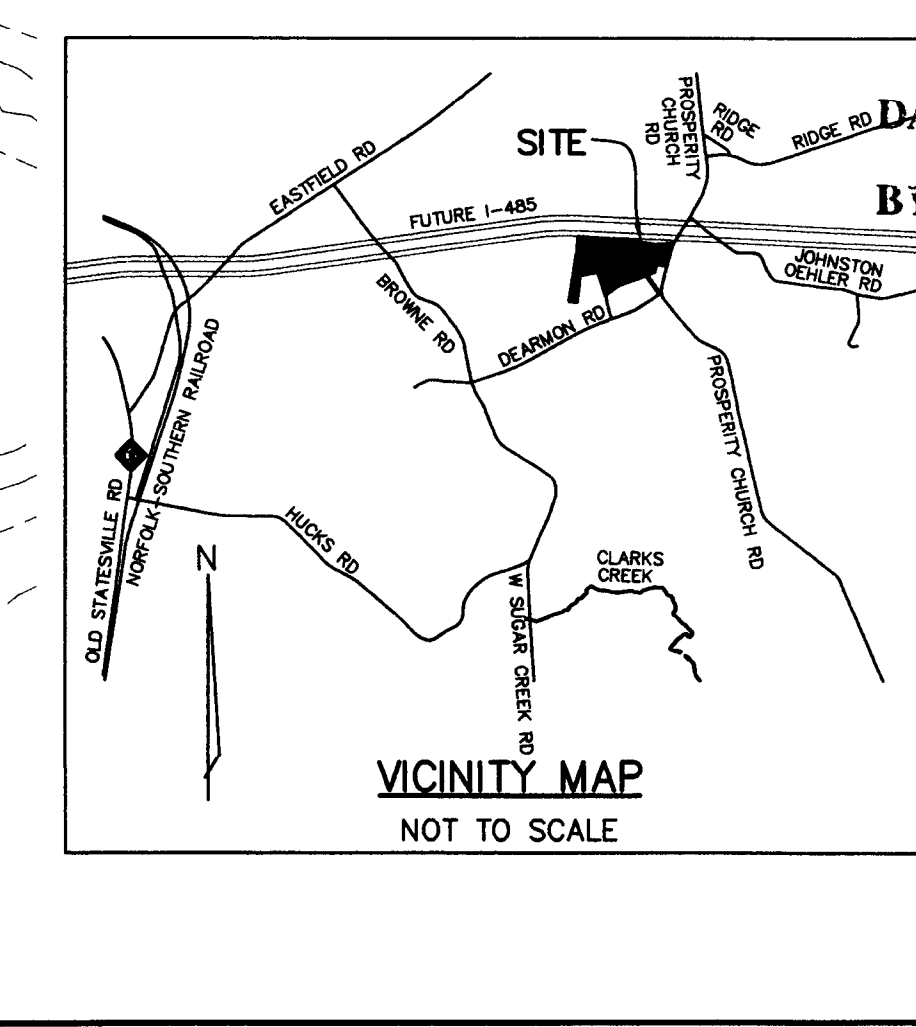 PROSPERITY
CHURCH
RD
RIDGE
RD
RIDGE RD
SITE
EASTFIELD RD
FUTURE I-485
JOHNSTON
OEHLER RD
BROWNE RD
DEARMON RD
NORFOLK-SOUTHERN RAILROAD
PROSPERITY CHURCH RD
OLD STATESVILLE RD
HUCKS RD
N
CLARKS
CREEK
W SUGAR CREEK RD
VICINITY MAP
NOT TO SCALE